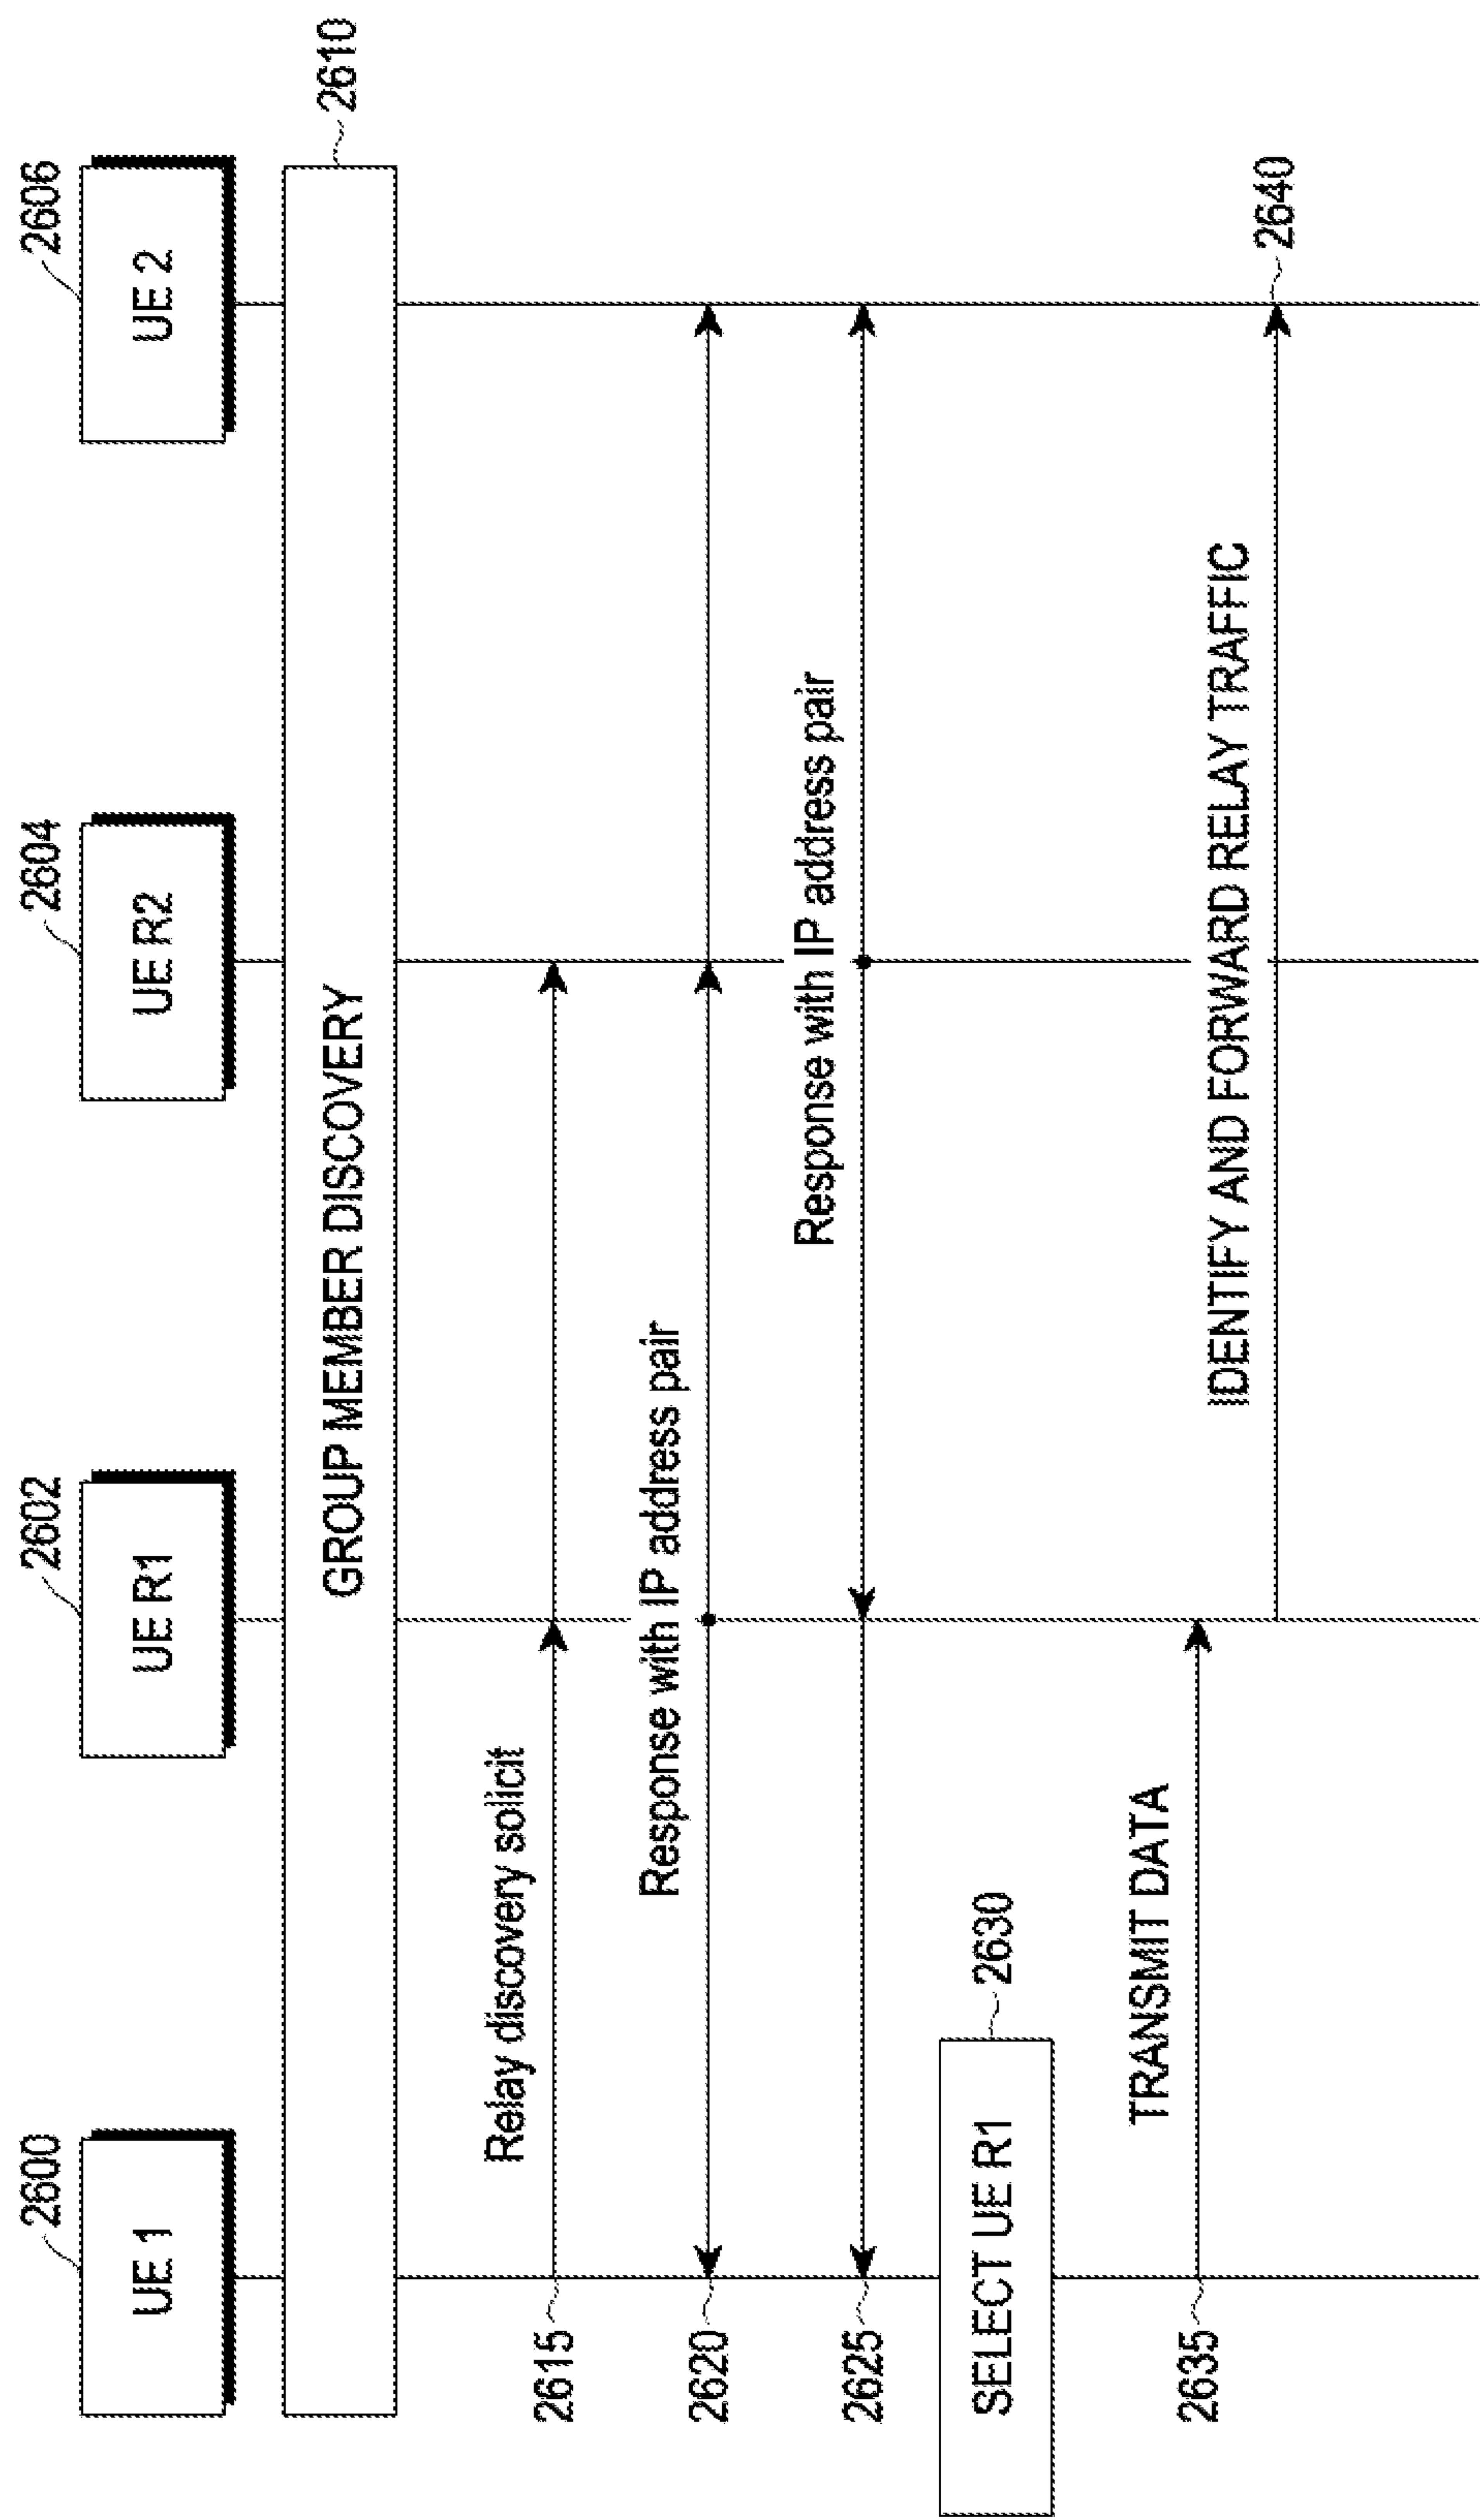 2600
2602
2604
2606
UE 1
UE R1
UE R2
UE 2
GROUP MEMBER DISCOVERY
2610
Relay discovery solicit
2615
Response with IP address pair
2620
Response with IP address pair
2625
SELECT UE R1
2630
TRANSMIT DATA
2635
IDENTIFY AND FORWARD RELAY TRAFFIC
2640